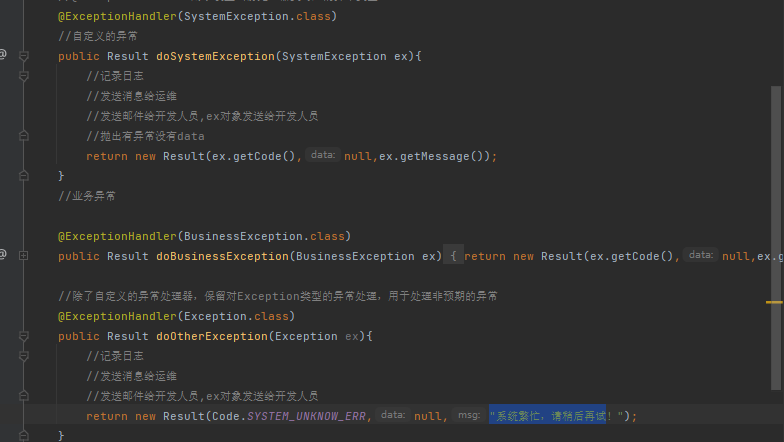 @ExceptionHandler(SystemException.class)
//自定义的异常
public Result doSystemException(SystemException ex){
//记录日志
//发送消息给运维
//发送邮件给开发人员,ex对象发送给开发人员
//抛出有异常没有data
return new Result(ex.getCode(), data: null,ex.getMessage());
}
//业务异常
@ExceptionHandler(BusinessException.class)
public Result doBusinessException(BusinessException ex) { return new Result(ex.getCode(), data: null,ex.g
//除了自定义的异常处理器，保留对Exception类型的异常处理，用于处理非预期的异常
@ExceptionHandler(Exception.class)
public Result doOtherException(Exception ex){
//记录日志
//发送消息给运维
//发送邮件给开发人员,ex对象发送给开发人员
return new Result(Code.SYSTEM_UNKNOW_ERR, data: null, msg: "系统繁忙，请稍后再试！");
}